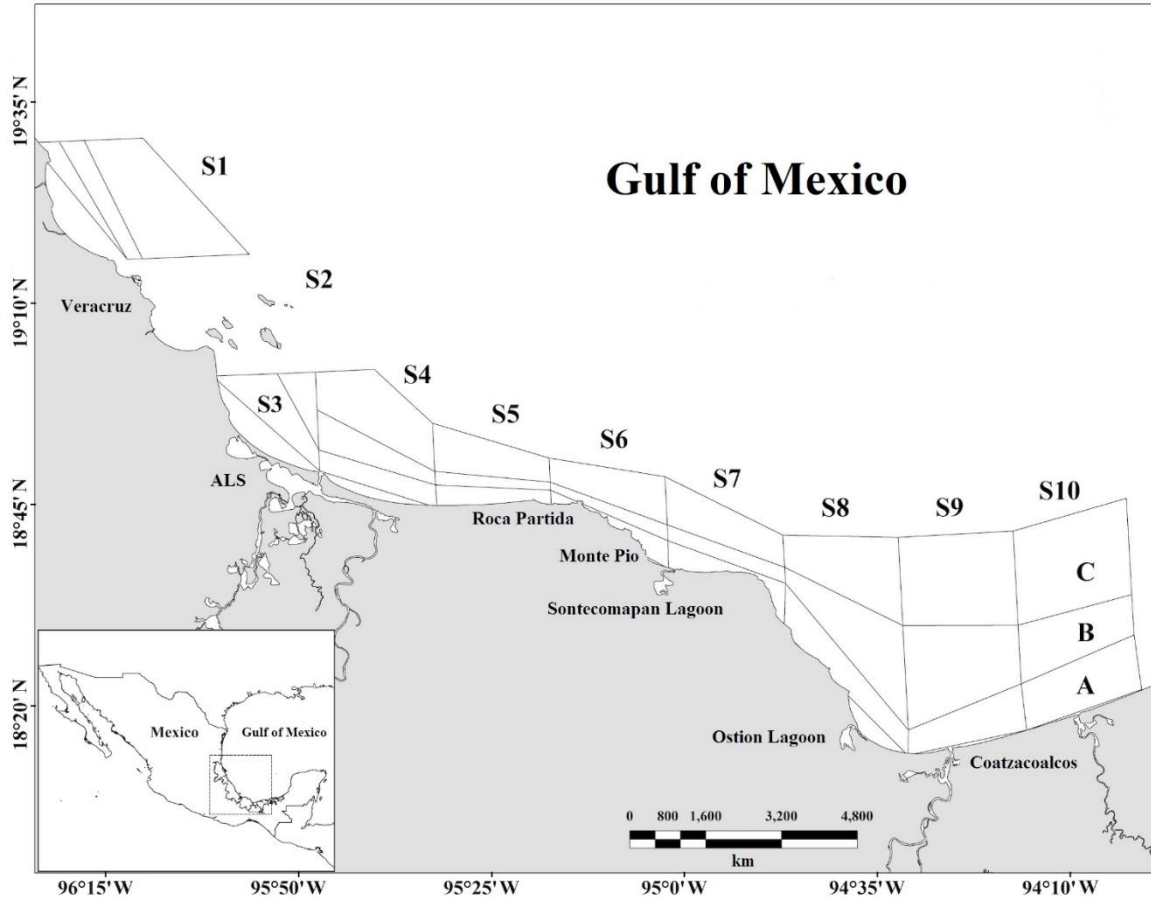 19°35' N
S1
Gulf of Mexico
19°10' N
S2
Veracruz
S4
S3
S5
S6
S7
ALS
S8
S9
S10
18°45' N
Roca Partida
Monte Pio
Sontecomapan Lagoon
C
B
A
18°20' N
Mexico
Gulf of Mexico
Ostion Lagoon
Coatzacoalcos
0 800 1,600 3,200 4,800
km
96°15'W 95°50'W 95°25'W 95°0'W 94°35'W 94°10'W